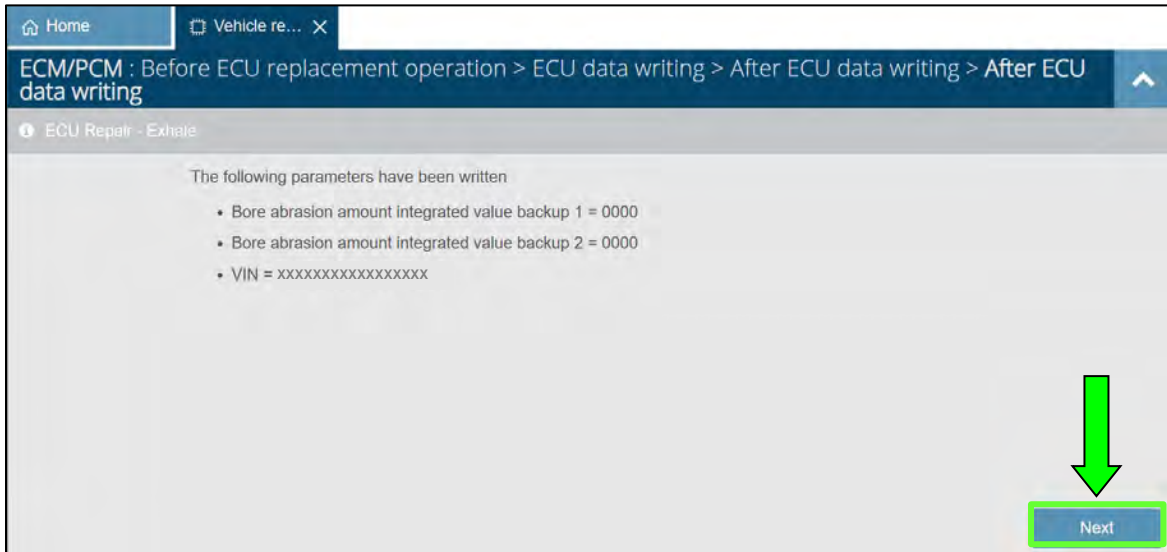 Home
Vehicle re... X
ECM/PCM : Before ECU replacement operation > ECU data writing > After ECU data writing > After ECU
data writing
ECU Repair - Exhale
The following parameters have been written
• Bore abrasion amount integrated value backup 1 = 0000
• Bore abrasion amount integrated value backup 2 = 0000
• VIN = xxxxxxxxxxxxxxxxx
Next